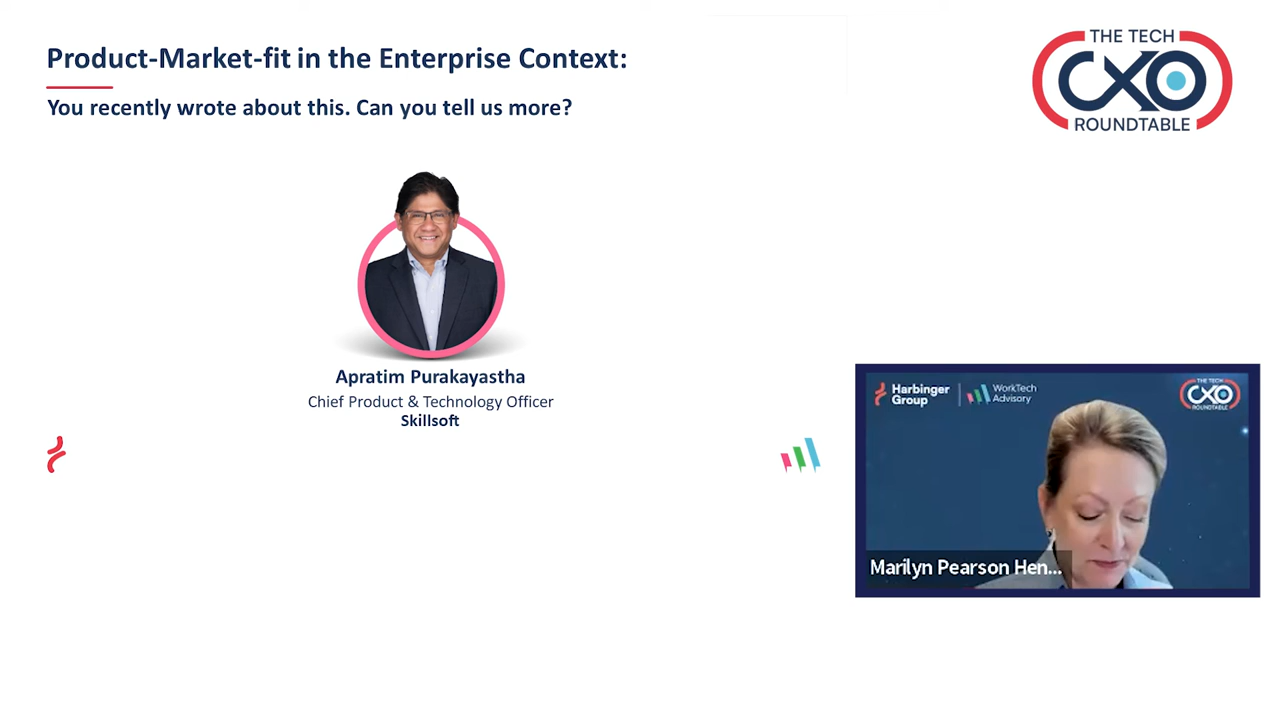 Product-Market-fit in the Enterprise Context:
You recently wrote about this. Can you tell us more?
THE TECH
CXO
ROUNDTABLE
Apratim Purakayastha
Chief Product & Technology Officer
Skillsoft
Harbinger
Group
WorkTech
Advisory
THE TECH
CXO
ROUNDTABLE
Marilyn Pearson Hen...